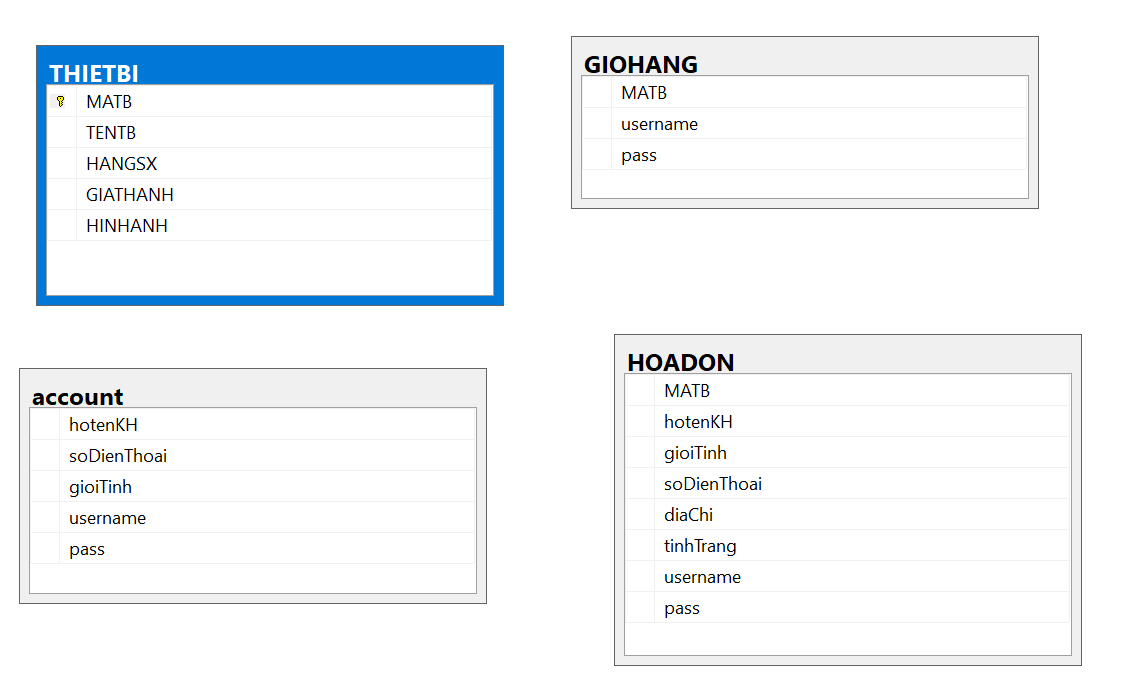 THIETBI
MATB
TENTB
HANGSX
GIATHANH
HINHANH
GIOHANG
MATB
username
pass
account
hotenKH
soDienThoai
gioiTinh
username
pass
HOADON
MATB
hotenKH
gioiTinh
soDienThoai
diaChi
tinhTrang
username
pass